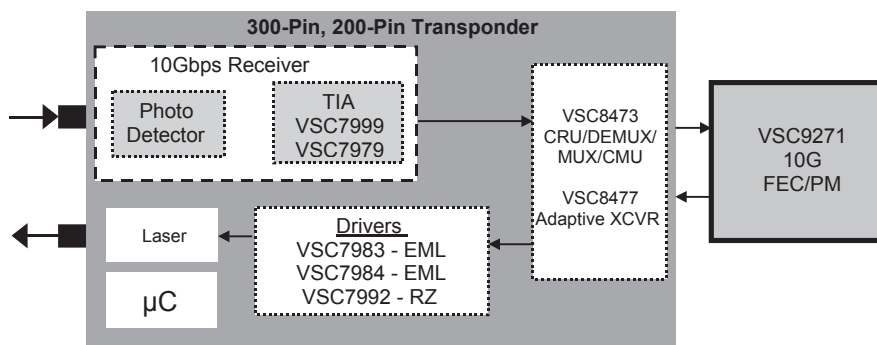 300-Pin, 200-Pin Transponder
10Gbps Receiver
Photo
Detector
TIA
VSC7999
VSC7979
VSC8473
CRU/DEMUX/
MUX/CMU
VSC8477
Adaptive XCVR
VSC9271
10G
FEC/PM
Laser
Drivers
VSC7983 - EML
VSC7984 - EML
VSC7992 - RZ
µC